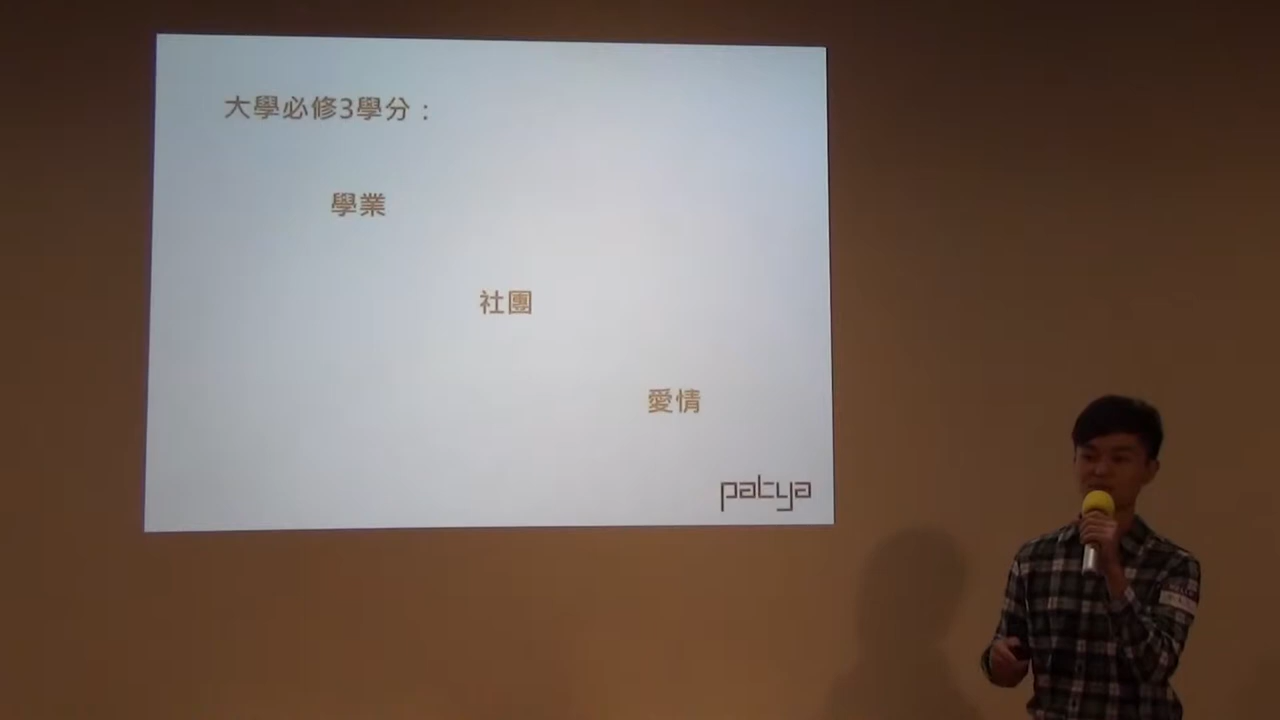 大學必修3學分：
學業
社團
愛情
patya